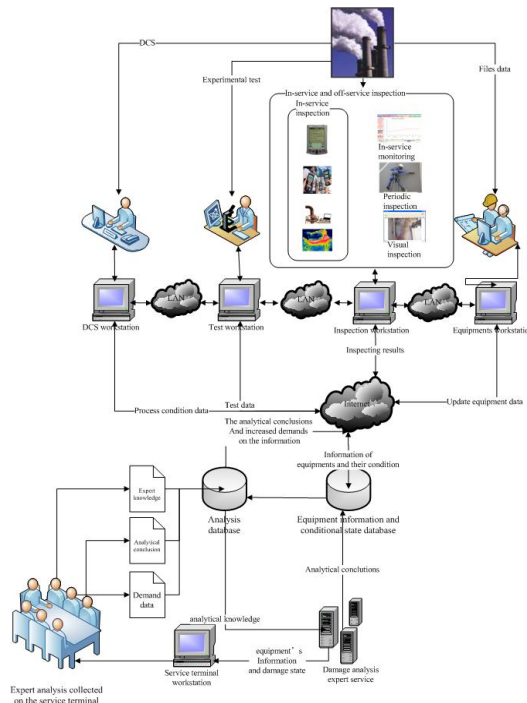 DCS
Experimental test
Files data
In-service and off-service inspection
In-service
inspection
In-service
monitoring
Periodic
inspection
Visual
inspection
LAN
LAN
LAN
DCS workstation
Test workstation
Inspection workstation
Equipments workstation
Inspecting results
Internet
Process condition data
Test data
Update equipment data
The analytical conclusions
And increased demands
on the information
Information of
equipments and their condition
Expert
knowledge
Analytical
conclusion
Demand
data
Analysis
database
Equipment information and
conditional state database
Analytical conclutions
analytical knowledge
equipment's
Information
and damage state
Service terminal
workstation
Damage analysis
expert service
Expert analysis collected
on the service terminal